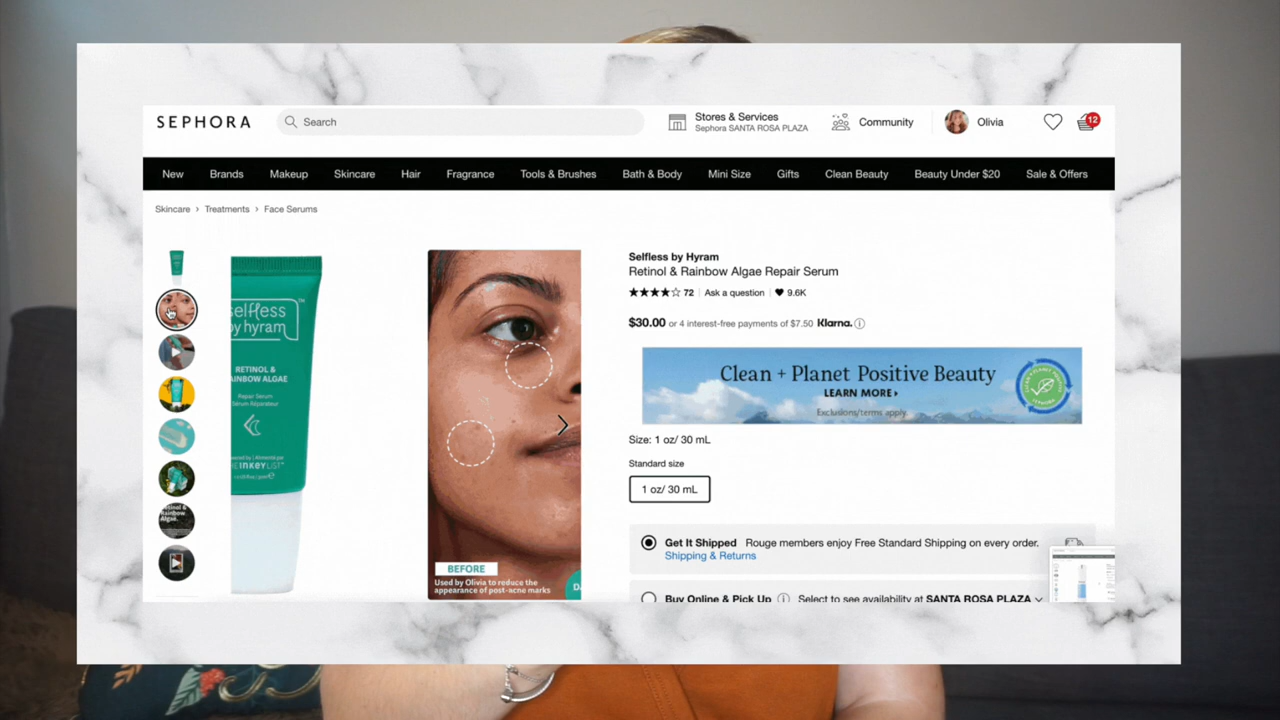 SEPHORA
Search
Stores & Services
Sephora SANTA ROSA PLAZA
Community
Olivia
12
New Brands Makeup Skincare Hair Fragrance Tools & Brushes Bath & Body Mini Size Gifts Clean Beauty Beauty Under $20 Sale & Offers
Skincare › Treatments › Face Serums
selfless
by hyram
RETINOL &
AINBOW ALGAE
Repair Serum
Sérum Réparateur
THE INKEY LIST
BEFORE
Used by Olivia to reduce the
appearance of post-acne marks
Selfless by Hyram
Retinol & Rainbow Algae Repair Serum
72 | Ask a question | 9.6K
$30.00 or 4 interest-free payments of $7.50 Klarna.
Clean + Planet Positive Beauty
LEARN MORE
Exclusions/terms apply.
Size: 1 oz/ 30 mL
Standard size
1 oz/ 30 mL
Get It Shipped Rouge members enjoy Free Standard Shipping on every order.
Shipping & Returns
Buy Online & Pick Up Select to see availability at SANTA ROSA PLAZA